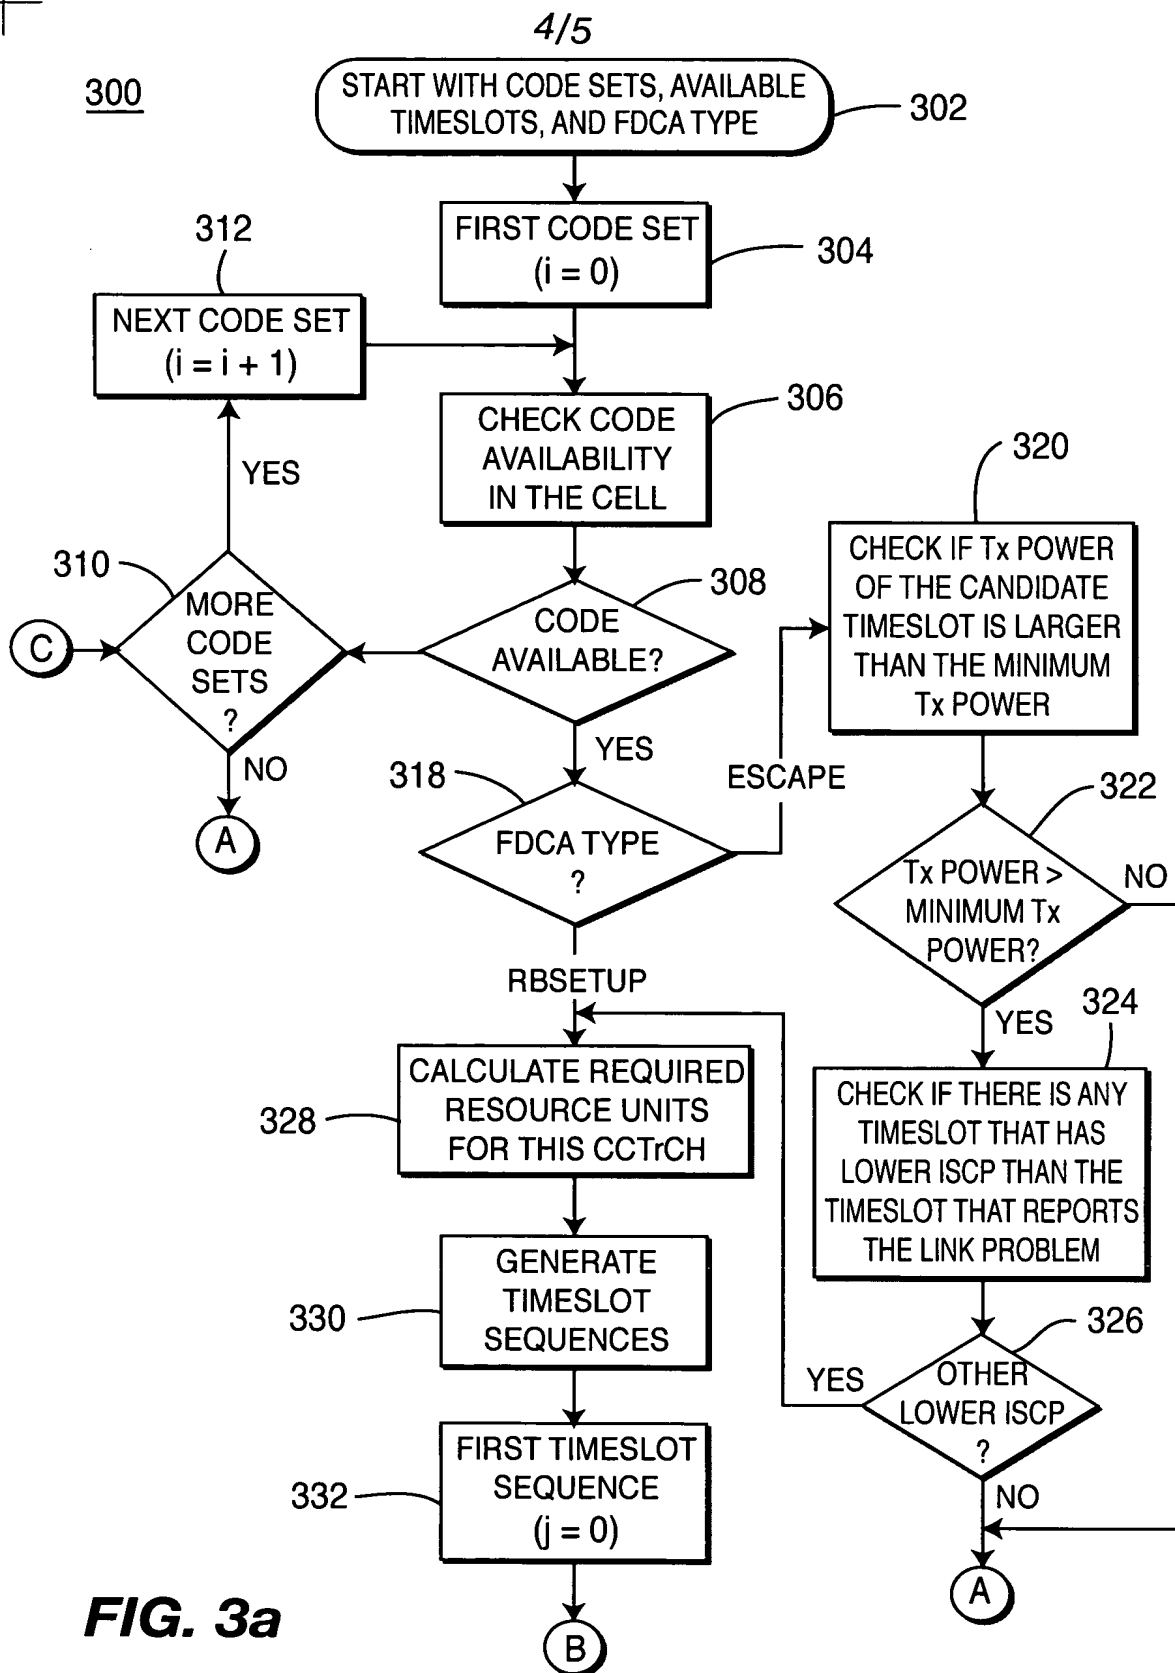 4/5
300
START WITH CODE SETS, AVAILABLE
TIMESLOTS, AND FDCA TYPE
302
FIRST CODE SET
(i = 0)
304
312
NEXT CODE SET
(i = i + 1)
CHECK CODE
AVAILABILITY
IN THE CELL
306
YES
310
MORE
CODE
SETS
?
C
NO
A
CODE
AVAILABLE?
308
YES
318
FDCA TYPE
?
ESCAPE
RBSETUP
320
CHECK IF Tx POWER
OF THE CANDIDATE
TIMESLOT IS LARGER
THAN THE MINIMUM
Tx POWER
322
Tx POWER >
MINIMUM Tx
POWER?
NO
YES
324
CHECK IF THERE IS ANY
TIMESLOT THAT HAS
LOWER ISCP THAN THE
TIMESLOT THAT REPORTS
THE LINK PROBLEM
326
OTHER
LOWER ISCP
?
YES
NO
A
CALCULATE REQUIRED
RESOURCE UNITS
FOR THIS CCTrCH
328
GENERATE
TIMESLOT
SEQUENCES
330
FIRST TIMESLOT
SEQUENCE
(j = 0)
332
B
FIG. 3a